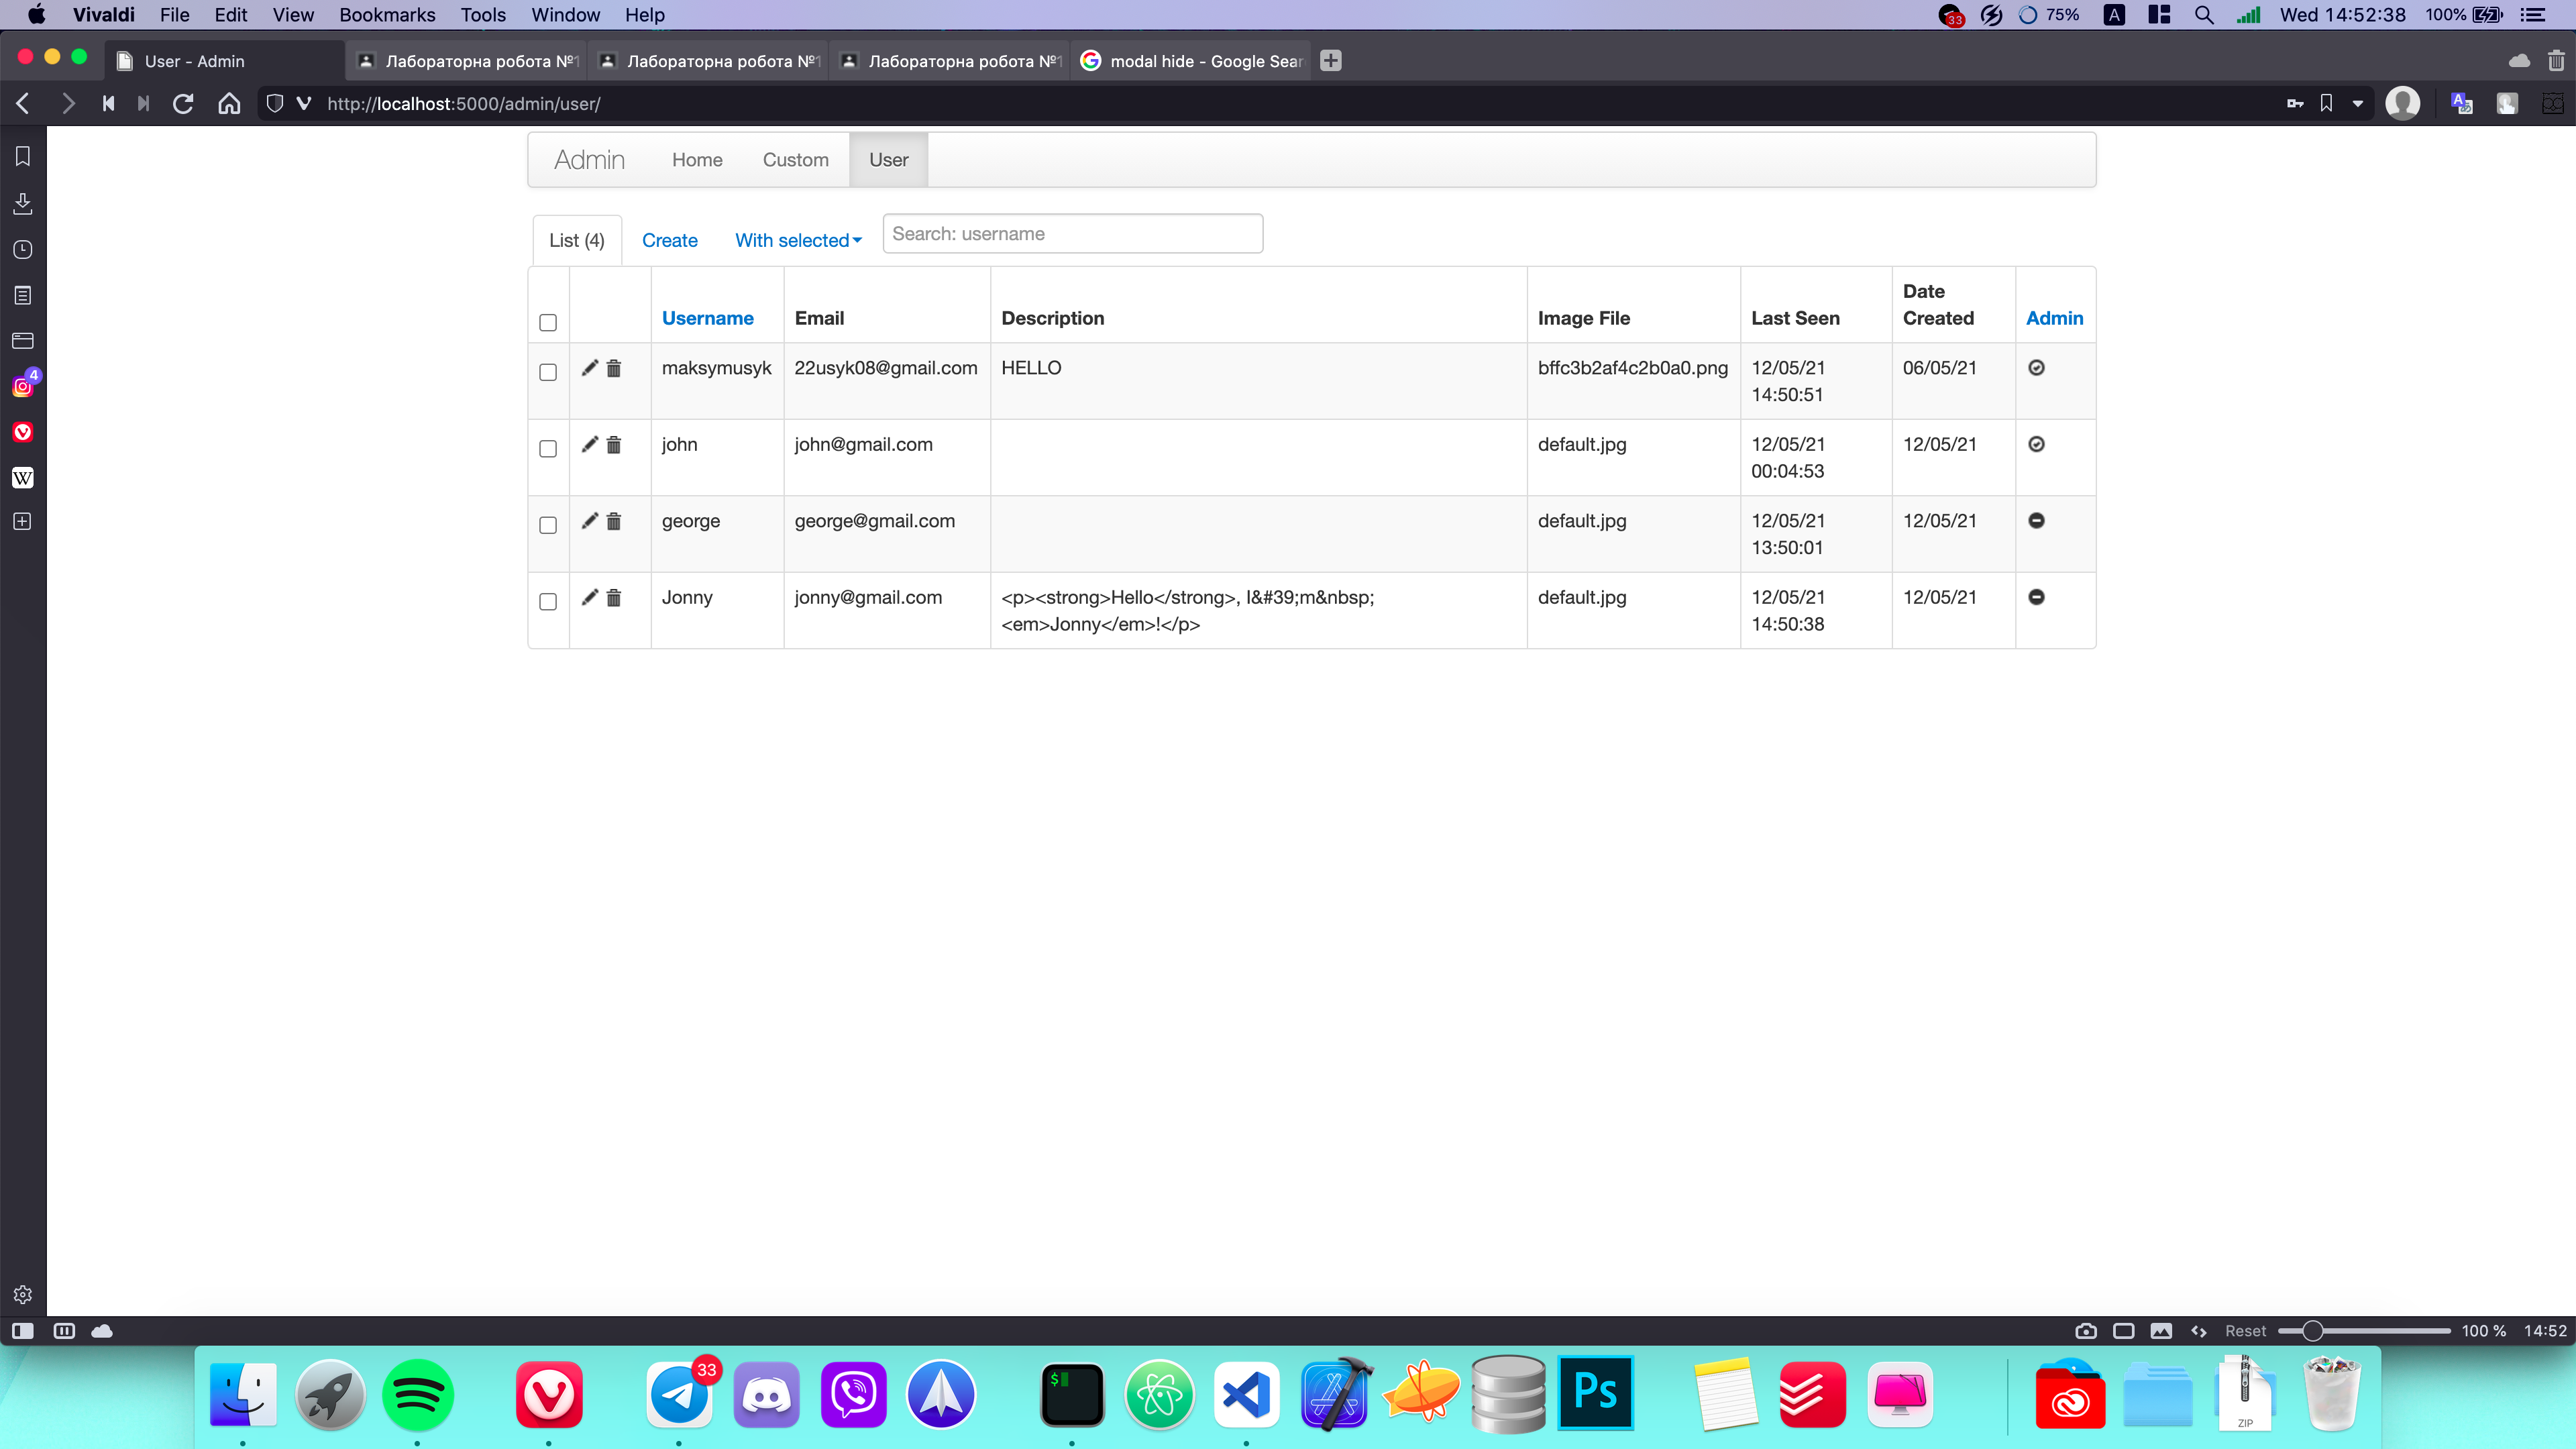 Vivaldi File Edit View Bookmarks Tools Window Help 33 75% A Wed 14:52:38 100%
User - Admin Лабораторна робота №1 Лабораторна робота №1 Лабораторна робота №1 modal hide - Google Sear
http://localhost:5000/admin/user/
Admin Home Custom User
List (4) Create With selected Search: username
Username Email Description Image File Last Seen Date Created Admin
maksymusyk 22usyk08@gmail.com HELLO bffc3b2af4c2b0a0.png 12/05/21 06/05/21
14:50:51
john john@gmail.com default.jpg 12/05/21 12/05/21
00:04:53
george george@gmail.com default.jpg 12/05/21 12/05/21
13:50:01
Jonny jonny@gmail.com <p><strong>Hello</strong>, I&#39;m&nbsp; default.jpg 12/05/21 12/05/21
<em>Jonny</em>!</p> 14:50:38
4
W
Reset 100 % 14:52
33
$
Ps
ZIP